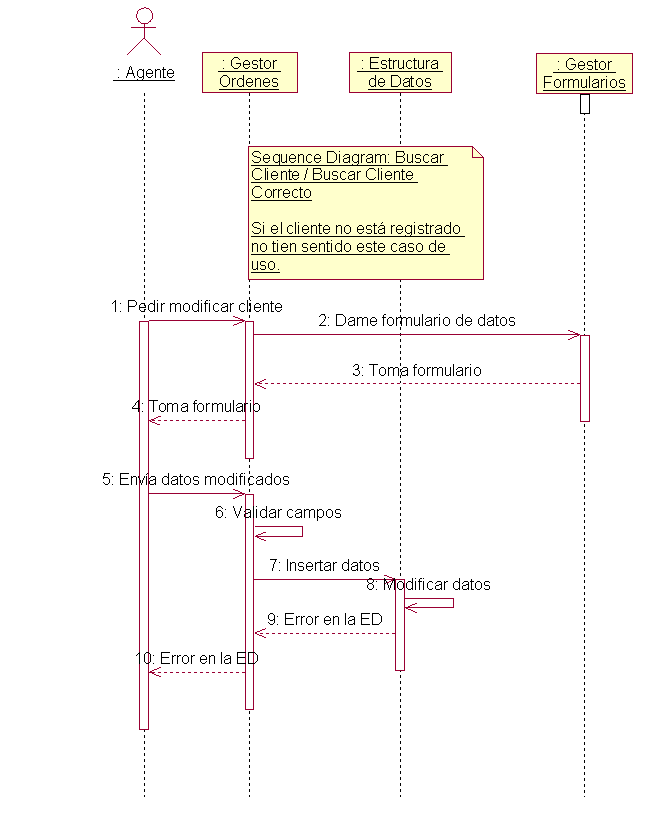 : Agente
: Gestor
Ordenes
: Estructura
de Datos
: Gestor
Formularios
Sequence Diagram: Buscar
Cliente / Buscar Cliente
Correcto
Si el cliente no está registrado
no tien sentido este caso de
uso.
1: Pedir modificar cliente
2: Dame formulario de datos
3: Toma formulario
4: Toma formulario
5: Envía datos modificados
6: Validar campos
7: Insertar datos
8: Modificar datos
9: Error en la ED
10: Error en la ED